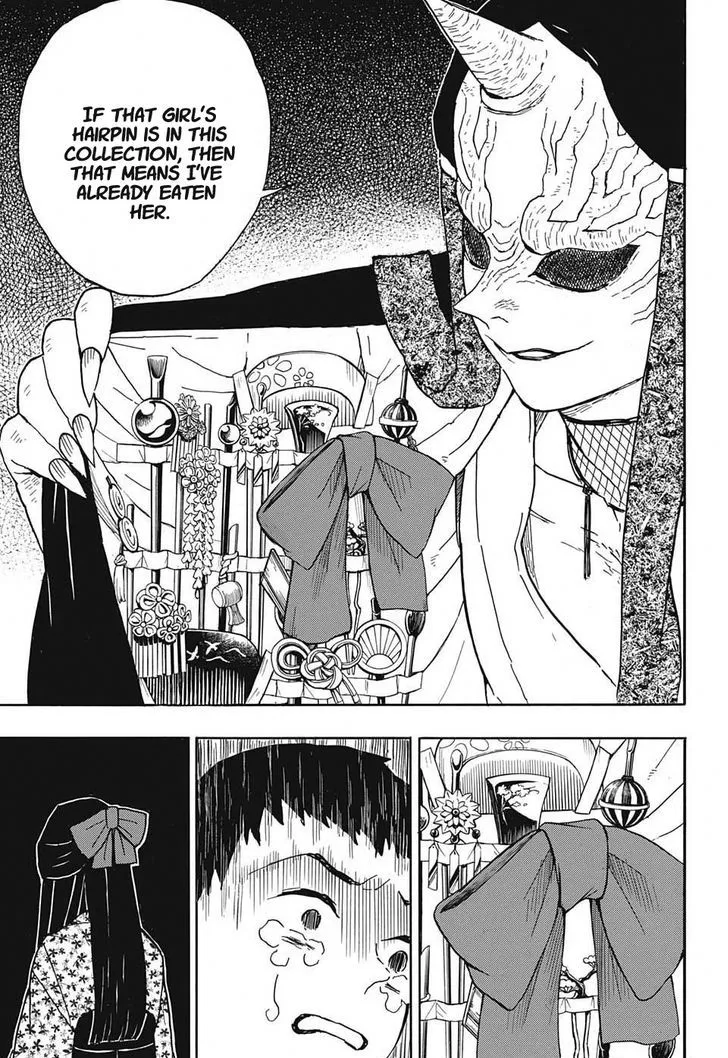 IF THAT GIRL'S
HAIRPIN IS IN THIS
COLLECTION, THEN
THAT MEANS I'VE
ALREADY EATEN
HER.